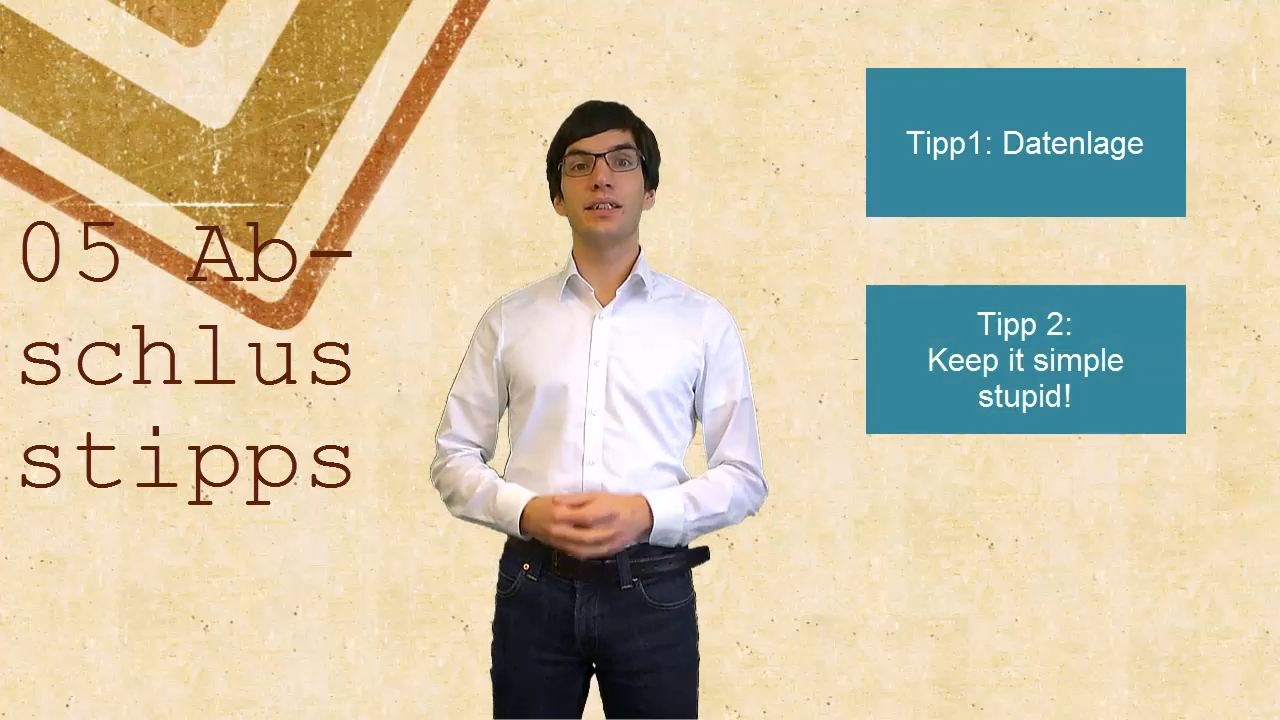 05 Ab-
schlus
stipps
Tipp1: Datenlage
Tipp 2:
Keep it simple
stupid!